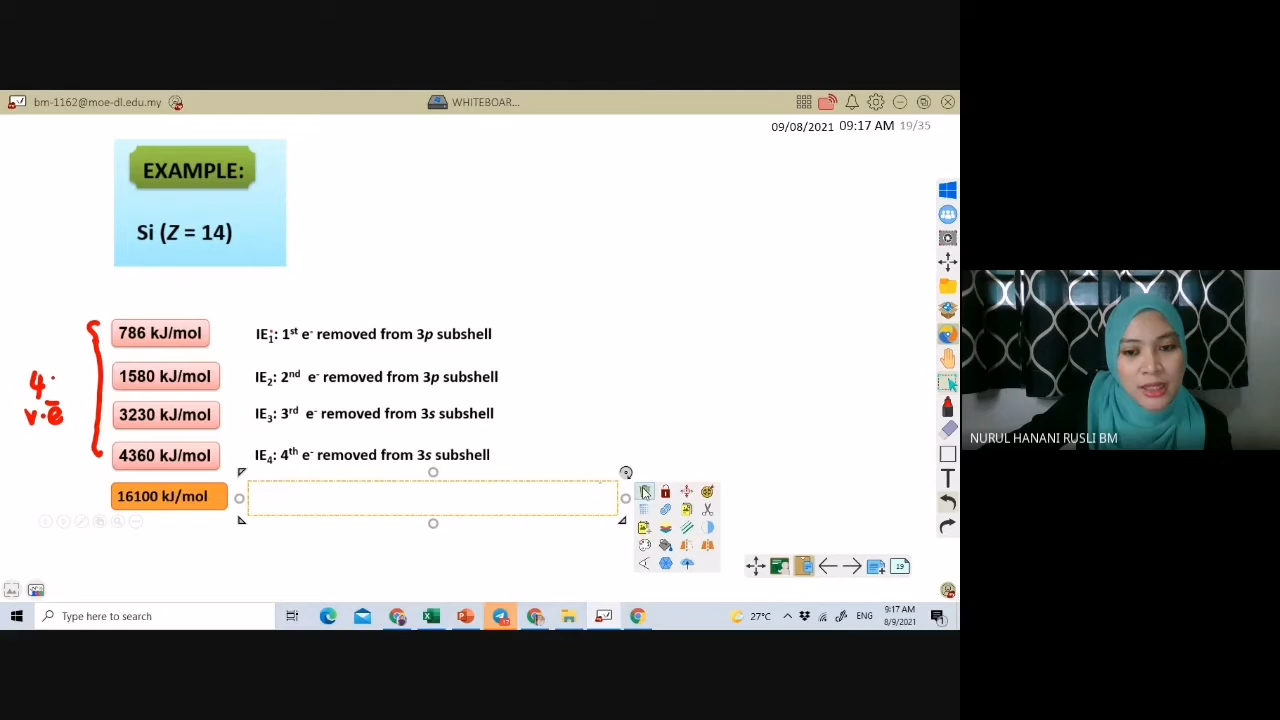 bm-1162@moe-dl.edu.my
WHITEBOAR...
09/08/2021 09:17 AM 19/35
EXAMPLE:
Si (Z = 14)
786 kJ/mol
IE₁: 1st e- removed from 3p subshell
1580 kJ/mol
IE₂: 2nd e- removed from 3p subshell
4
v.ē
3230 kJ/mol
IE₃: 3rd e- removed from 3s subshell
4360 kJ/mol
IE₄: 4th e- removed from 3s subshell
16100 kJ/mol
NURUL HANANI RUSLI BM
T
19
Type here to search
27°C
ENG
9:17 AM
8/9/2021